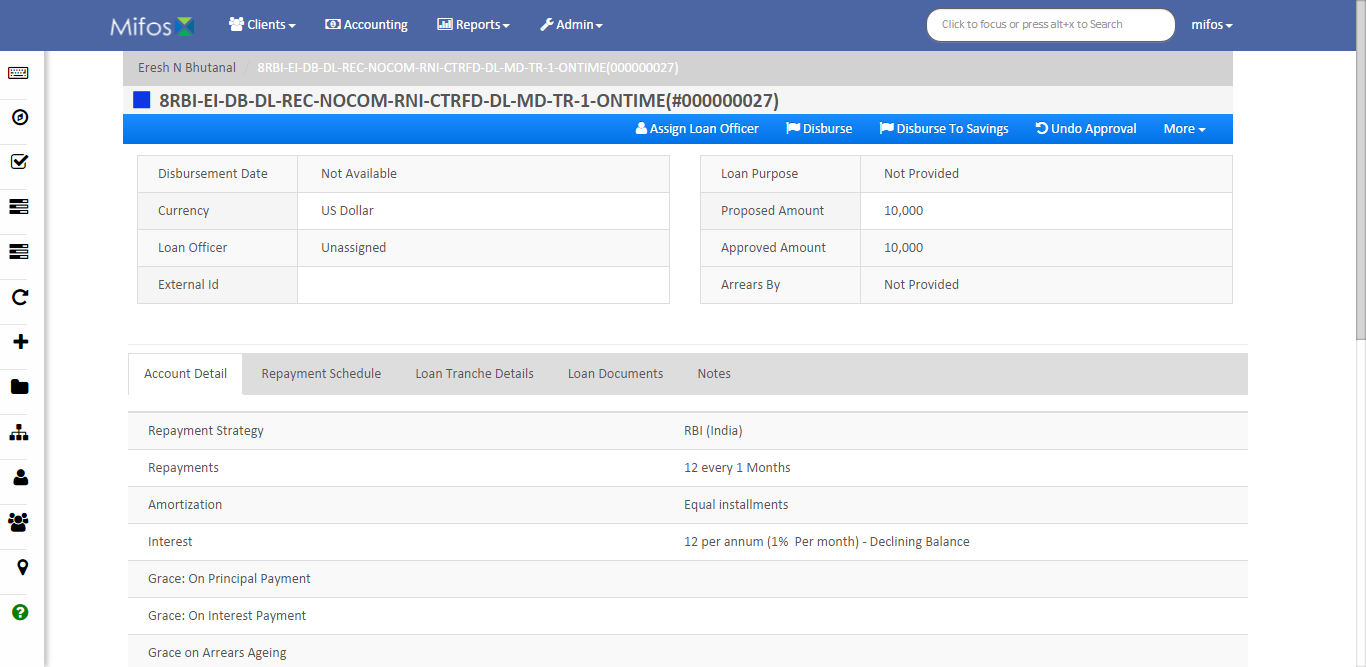 Mifos Clients Accounting Reports Admin Click to focus or press alt+x to Search mifos
Eresh N Bhutanal / 8RBI-EI-DB-DL-REC-NOCOM-RNI-CTRFD-DL-MD-TR-1-ONTIME(000000027)
8RBI-EI-DB-DL-REC-NOCOM-RNI-CTRFD-DL-MD-TR-1-ONTIME(#000000027)
Assign Loan Officer Disburse Disburse To Savings Undo Approval More
Disbursement Date Not Available Loan Purpose Not Provided
Currency US Dollar Proposed Amount 10,000
Loan Officer Unassigned Approved Amount 10,000
External Id Arrears By Not Provided
Account Detail Repayment Schedule Loan Tranche Details Loan Documents Notes
Repayment Strategy RBI (India)
Repayments 12 every 1 Months
Amortization Equal installments
Interest 12 per annum (1% Per month) - Declining Balance
Grace: On Principal Payment
Grace: On Interest Payment
Grace on Arrears Ageing